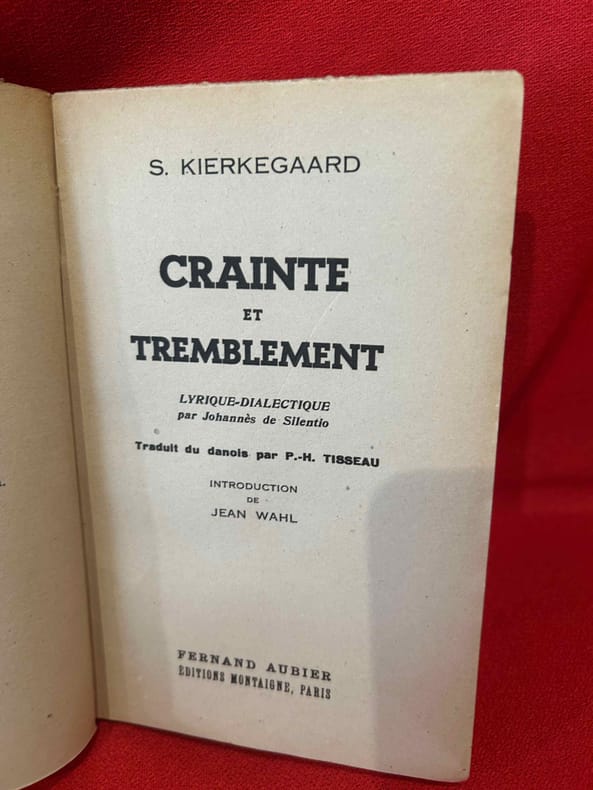 S. KIERKEGAARD
CRAINTE
ET
TREMBLEMENT
LYRIQUE-DIALECTIQUE
par Johannès de Silentio
Traduit du danois par P.-H. TISSEAU
INTRODUCTION
DE
JEAN WAHL
FERNAND AUBIER
ÉDITIONS MONTAIGNE, PARIS